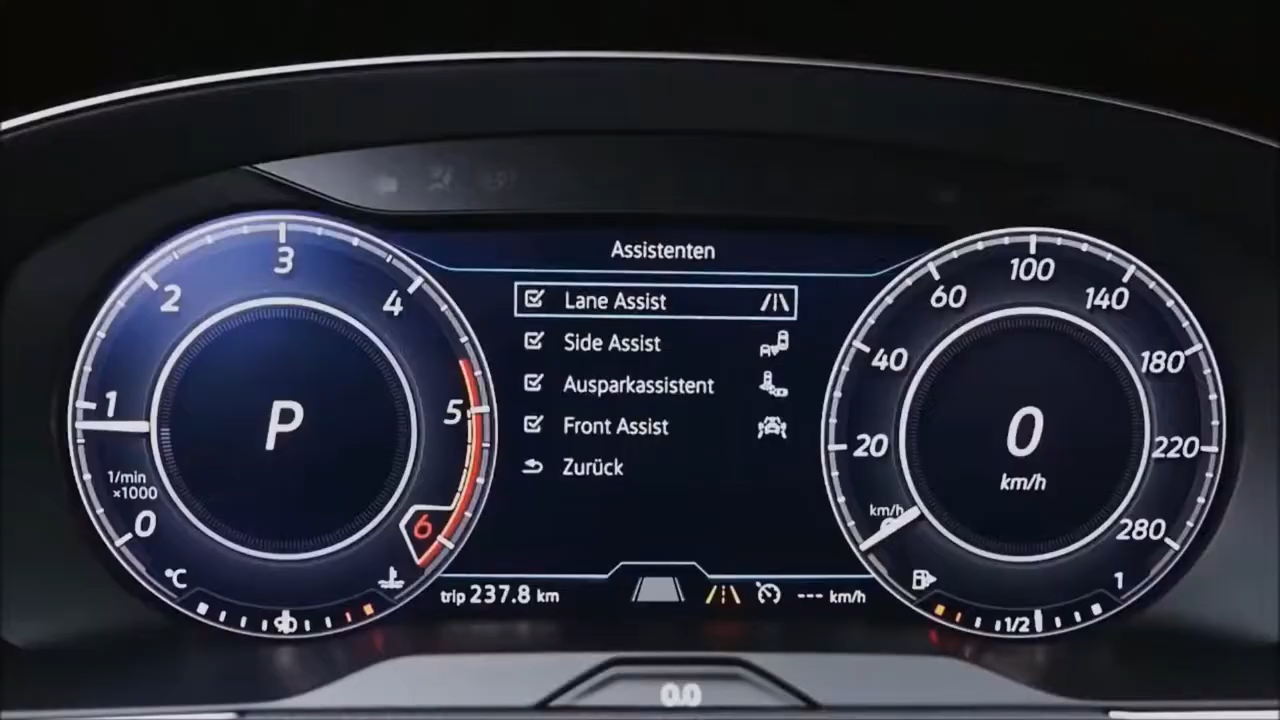 Assistenten
Lane Assist
Side Assist
Ausparkassistent
Front Assist
Zurück
0
1
2
3
4
5
6
1/min
×1000
P
°C
trip 237.8 km
--- km/h
20
40
60
100
140
180
220
280
km/h
0
km/h
1/2
1
0.0